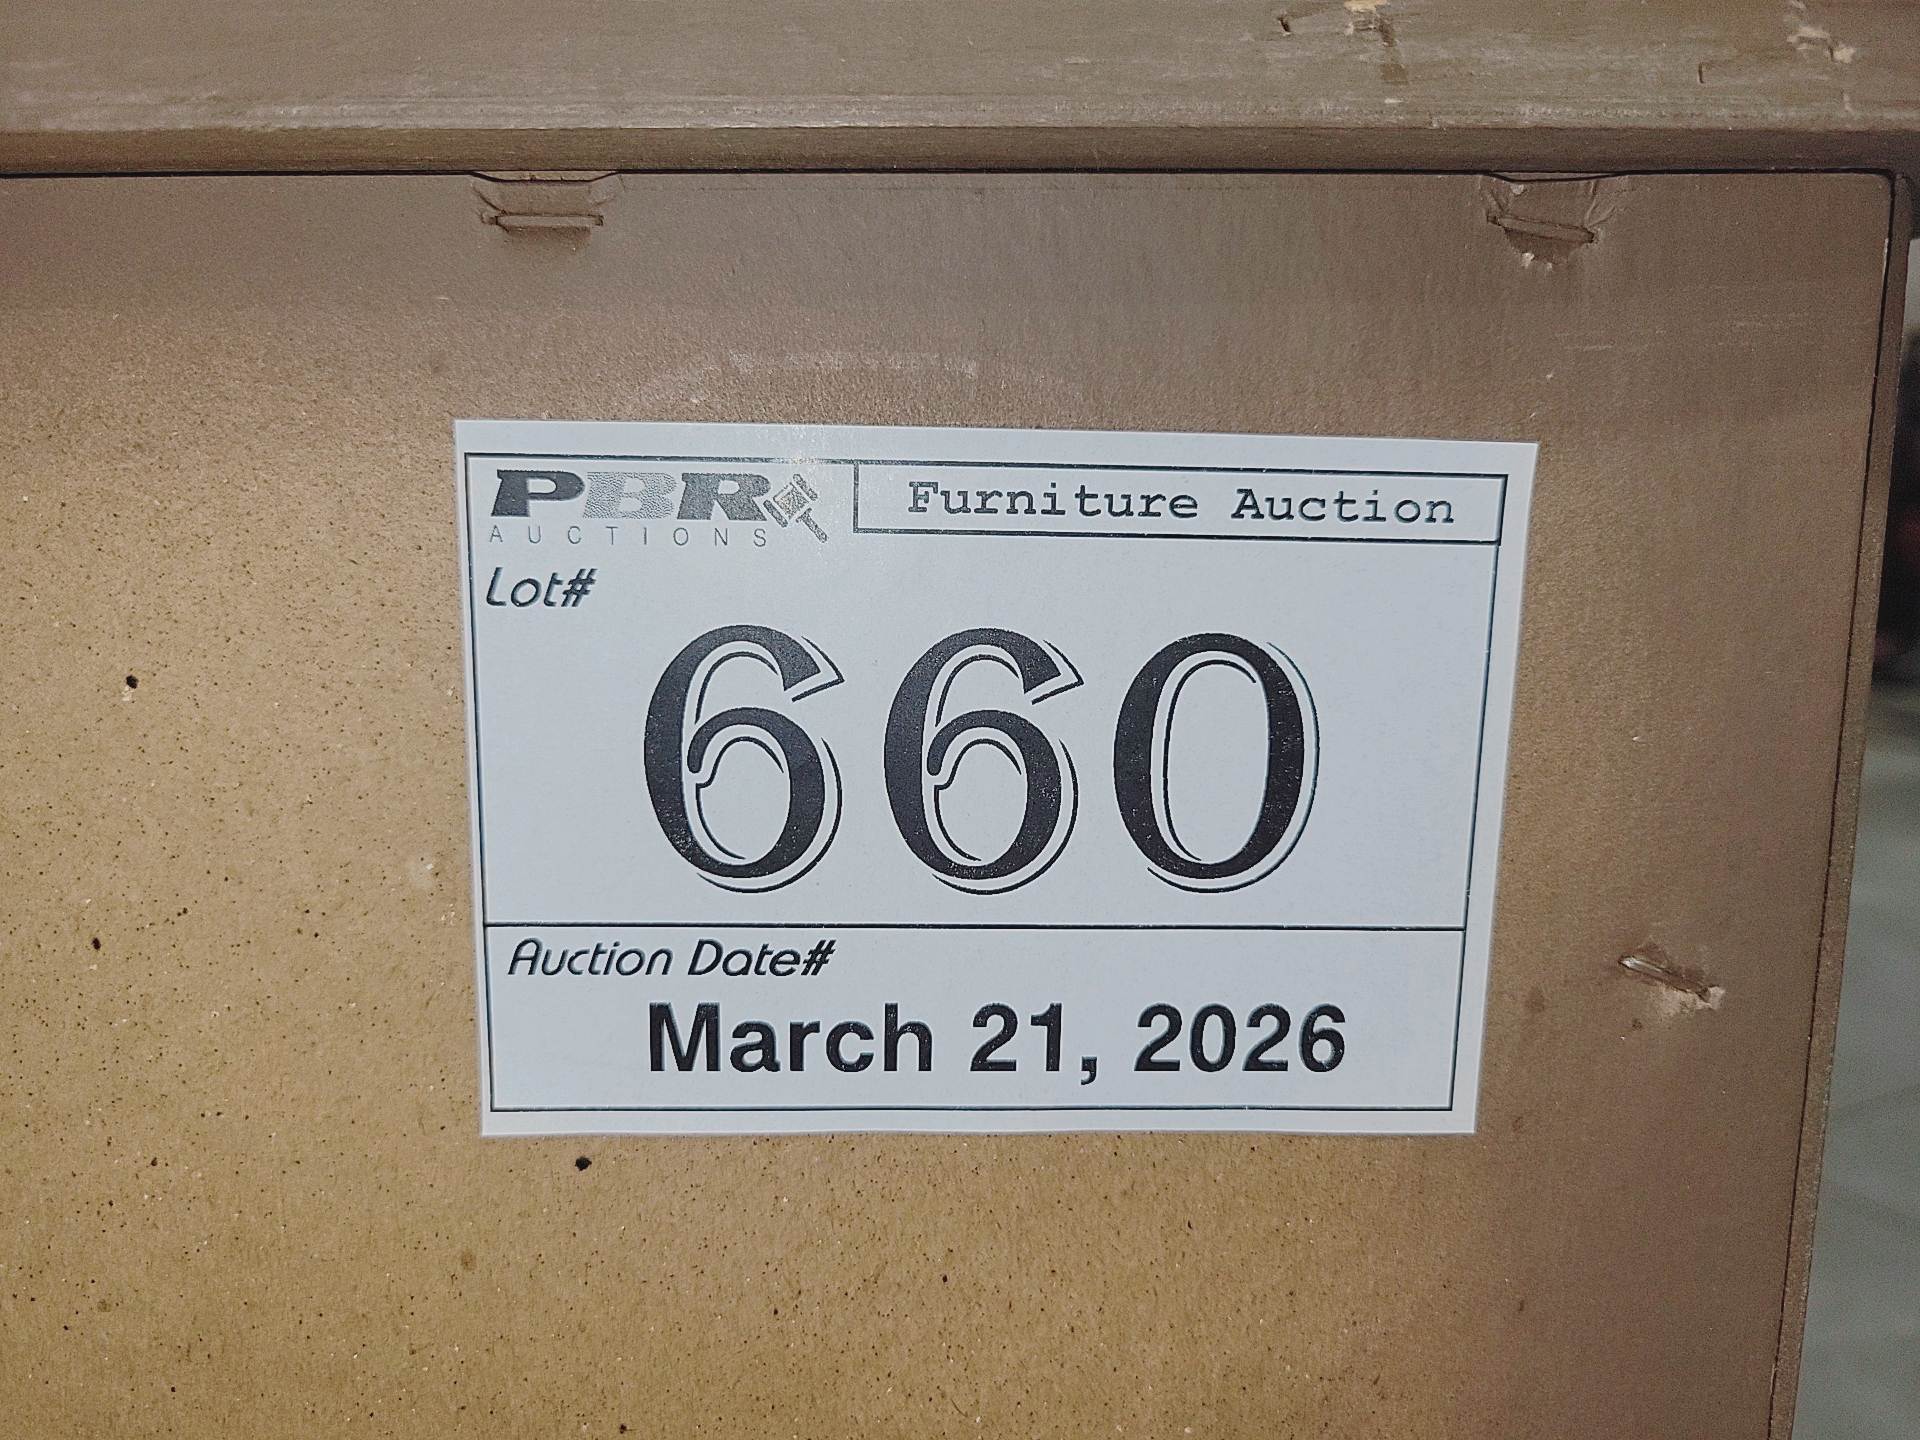 PBR
AUCTIONS
Furniture Auction
Lot#
660
Auction Date#
March 21, 2026